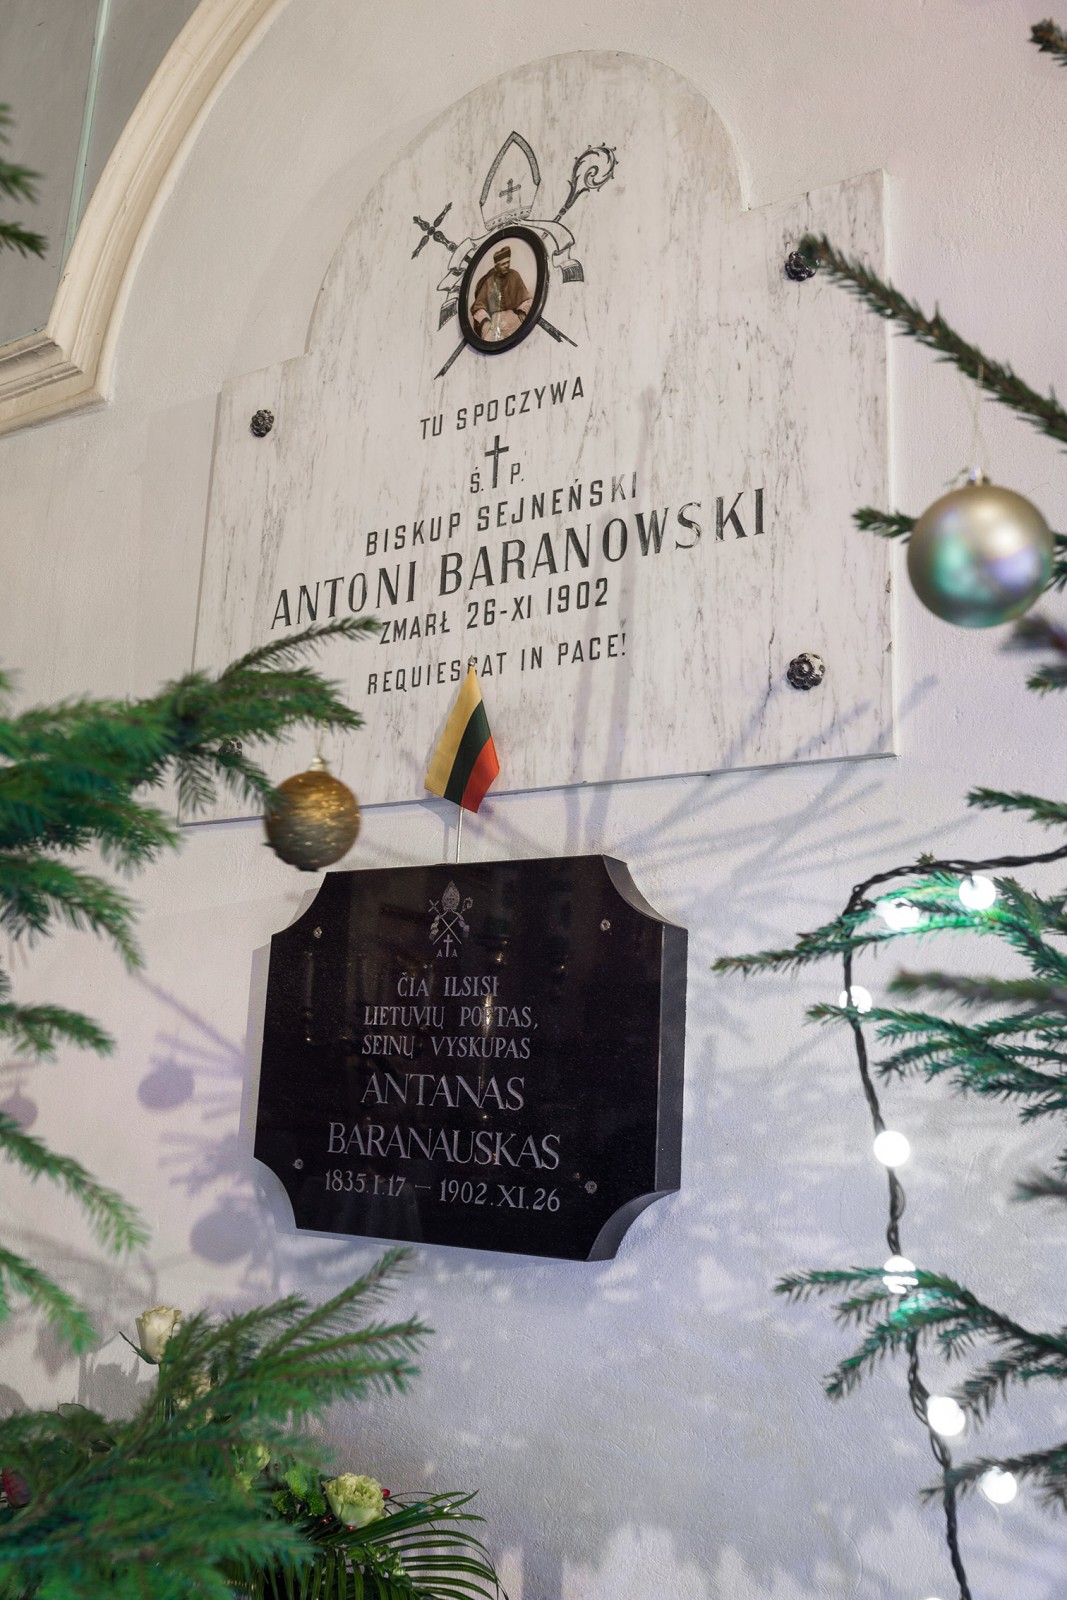 TU SPOCZYWA
Ś. P.
BISKUP SEJNEŃSKI
ANTONI BARANOWSKI
ZMARŁ 26-XI 1902
REQUIESCAT IN PACE!
A A
ČIA ILSISI
LIETUVIŲ POETAS,
SEINŲ VYSKUPAS
ANTANAS
BARANAUSKAS
1835.I.17 — 1902.XI.26